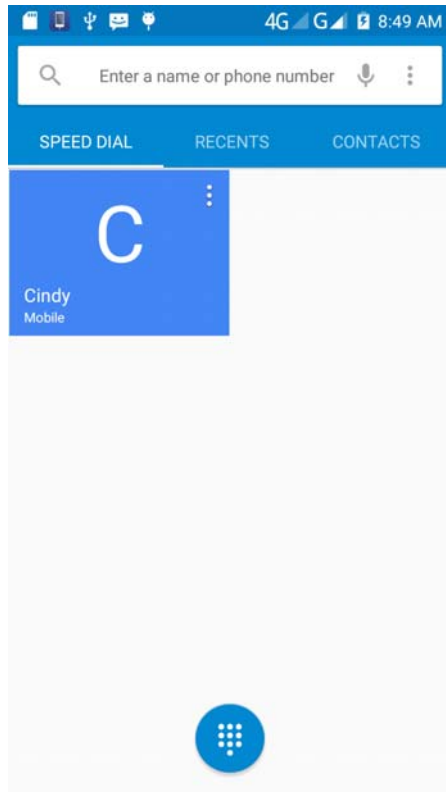 4G G 8:49 AM
Enter a name or phone number
SPEED DIAL RECENTS CONTACTS
C
Cindy
Mobile